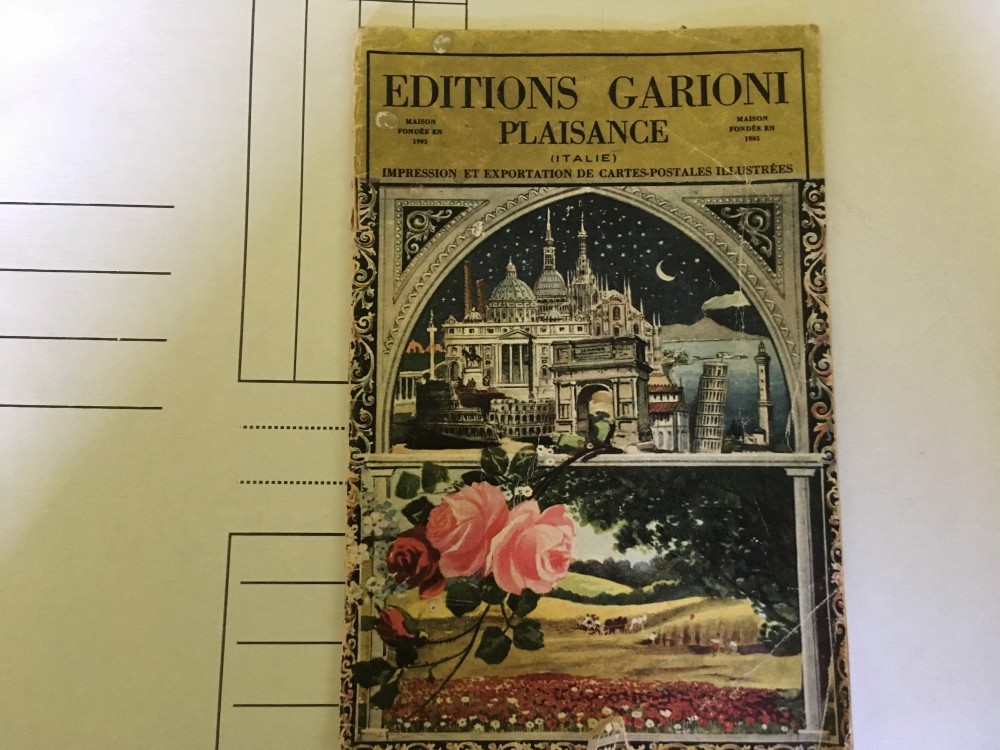 EDITIONS GARIONI
MAISON
FONDÉE EN
1905
PLAISANCE
MAISON
FONDÉE EN
1905
(ITALIE)
IMPRESSION ET EXPORTATION DE CARTES-POSTALES ILLUSTRÉES